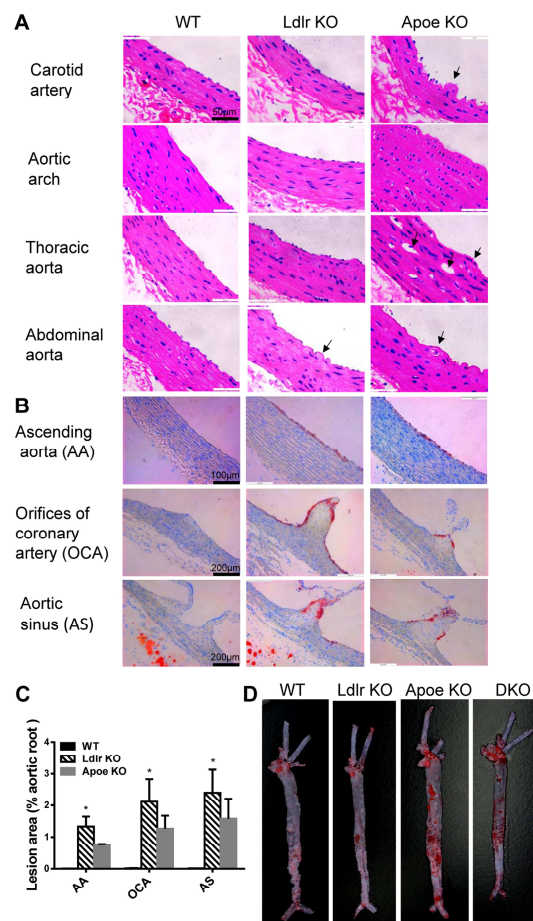 A
WT
Ldlr KO
Apoe KO
Carotid
artery
50μm
Aortic
arch
Thoracic
aorta
Abdominal
aorta
B
Ascending
aorta (AA)
100μm
Orifices of
coronary
artery (OCA)
200μm
Aortic
sinus (AS)
200μm
C
Lesion area (% aortic root )
4
3
2
1
0
WT
Ldlr KO
Apoe KO
*
*
*
AA
OCA
AS
D
WT
Ldlr KO
Apoe KO
DKO